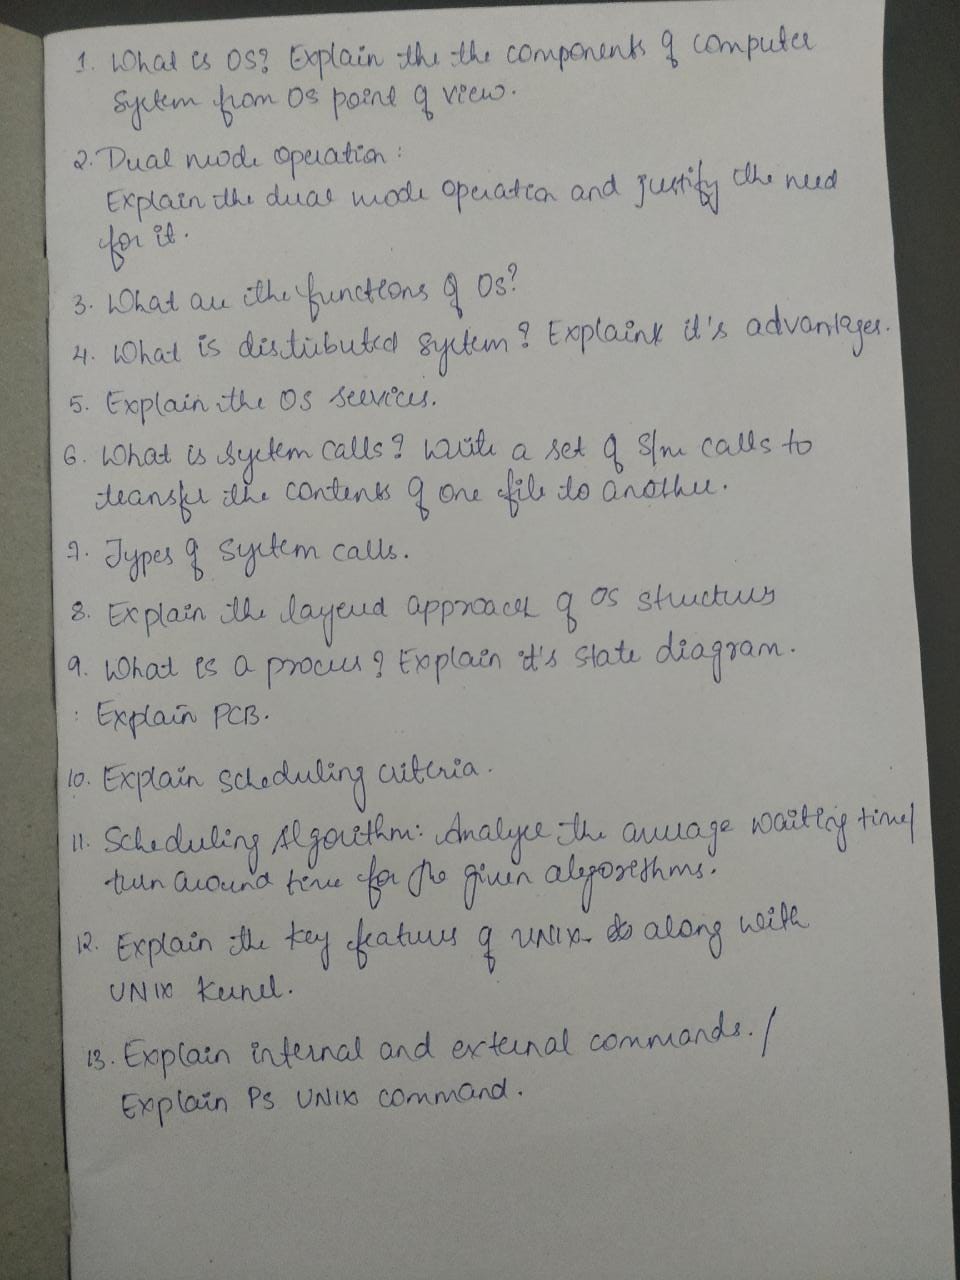 1. What is OS? Explain the the components of computer
System from OS point of view.
2. Dual mode operation :
Explain the dual mode operation and justify the need
for it.
3. What are the functions of OS?
4. What is distributed system? Explain it's advantages.
5. Explain the OS services.
6. What is system calls? Write a set of S/m calls to
transfer the contents of one file to another.
7. Types of system calls.
8. Explain the layered approach of OS structures
9. What is a process? Explain it's state diagram.
: Explain PCB.
10. Explain scheduling criteria.
11. Scheduling Algorithm: Analyse the average waiting time/
turn around time for the given algorithms.
12. Explain the key features of UNIX along with
UNIX Kernel.
13. Explain internal and external commands. /
Explain Ps UNIX command.